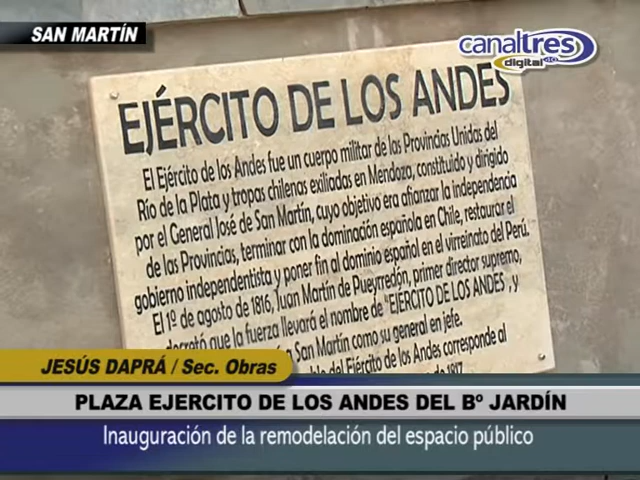 SAN MARTÍN
canaltres
digital
EJÉRCITO DE LOS ANDES
El Ejército de los Andes fue un cuerpo militar de las Provincias Unidas del
Río de la Plata y tropas chilenas exiliadas en Mendoza, constituido y dirigido
por el General José de San Martín, cuyo objetivo era afianzar la independencia
de las Provincias, terminar con la dominación española en Chile, restaurar el
gobierno independentista y poner fin al dominio español en el virreinato del Perú.
El 1º de agosto de 1816, Juan Martín de Pueyrredón, primer director supremo,
decretó que la fuerza llevará el nombre de "EJÉRCITO DE LOS ANDES", y
a San Martín como su general en jefe.
del Ejército de los Andes corresponde al
de 1817.
JESÚS DAPRÁ / Sec. Obras
PLAZA EJERCITO DE LOS ANDES DEL Bº JARDÍN
Inauguración de la remodelación del espacio público